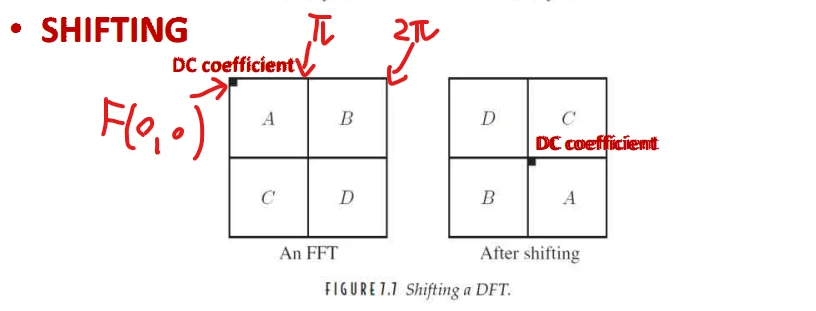 • SHIFTING
π 2π
DC coefficient
F(0,0)
A B
C D
D C
DC coefficient
B A
An FFT
After shifting
FIGURE 7.7 Shifting a DFT.